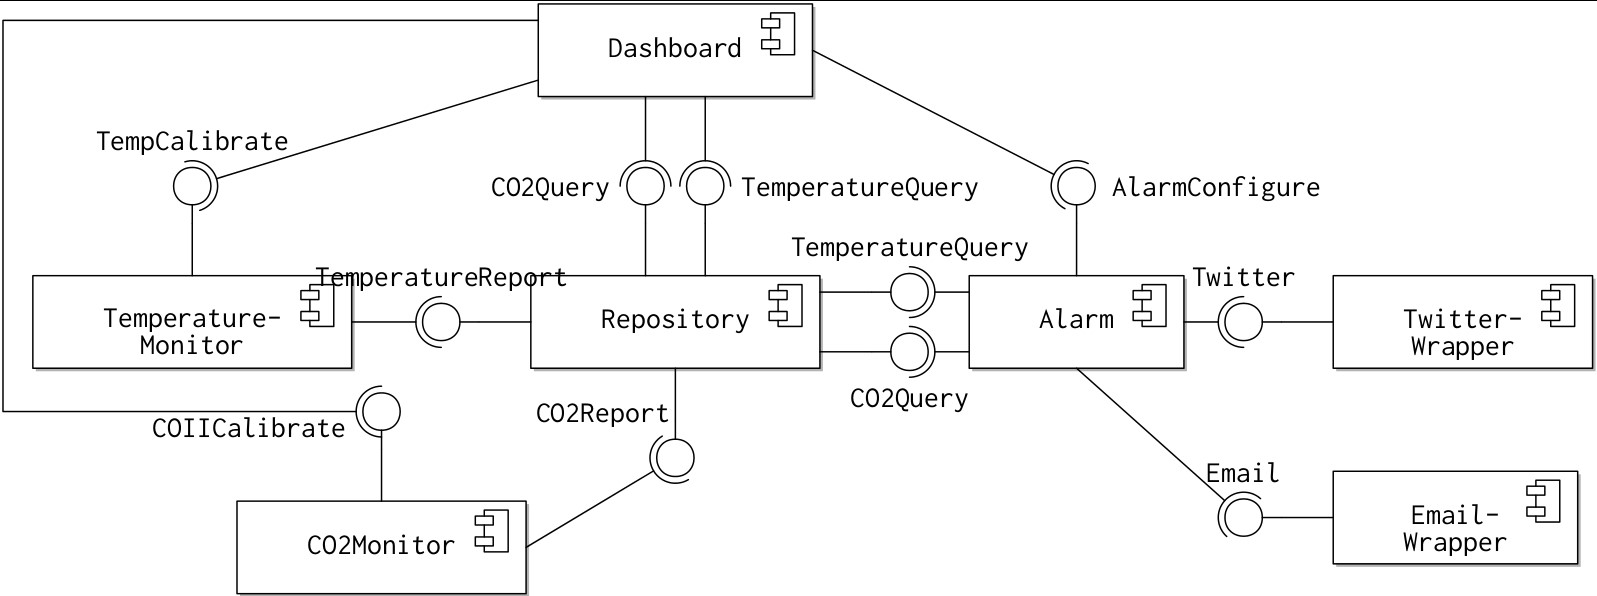 Dashboard
TempCalibrate
CO2Query
TemperatureQuery
AlarmConfigure
TemperatureQuery
TemperatureReport
Twitter
Temperature-
Monitor
Repository
Alarm
Twitter-
Wrapper
CO2Query
CO2Report
COIICalibrate
Email
Email-
Wrapper
CO2Monitor